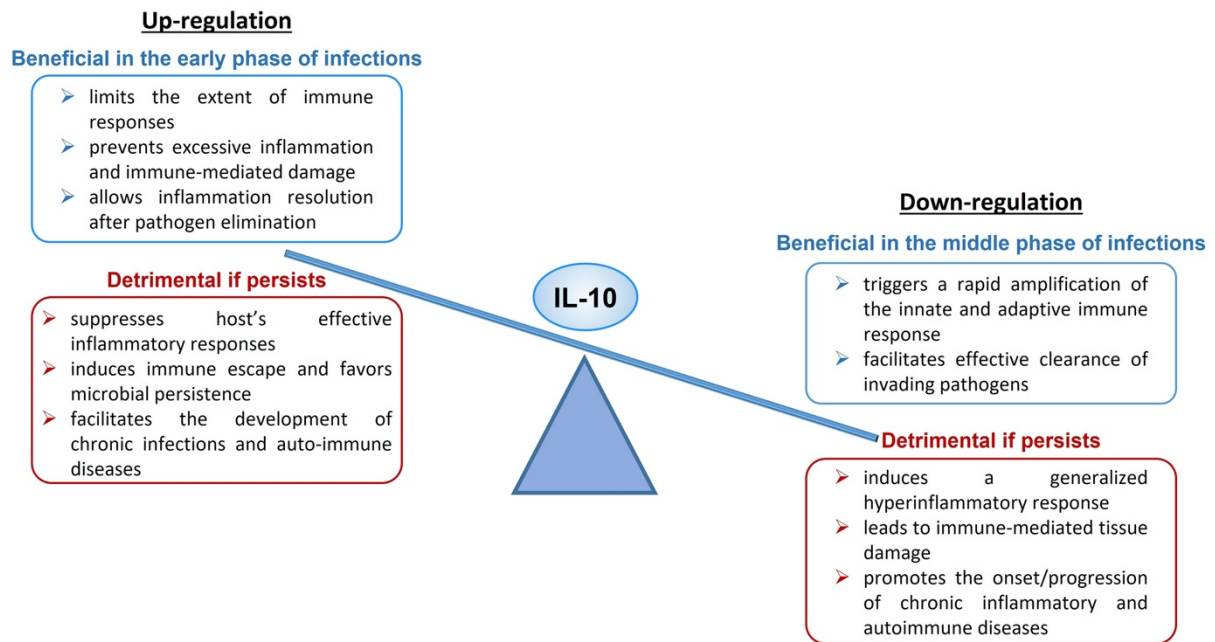 Up-regulation
Beneficial in the early phase of infections
limits the extent of immune
responses
prevents excessive inflammation
and immune-mediated damage
allows inflammation resolution
after pathogen elimination
Detrimental if persists
suppresses host’s effective
inflammatory responses
induces immune escape and favors
microbial persistence
facilitates the development of
chronic infections and auto-immune
diseases
IL-10
Down-regulation
Beneficial in the middle phase of infections
triggers a rapid amplification of
the innate and adaptive immune
response
facilitates effective clearance of
invading pathogens
Detrimental if persists
induces a generalized
hyperinflammatory response
leads to immune-mediated tissue
damage
promotes the onset/progression
of chronic inflammatory and
autoimmune diseases